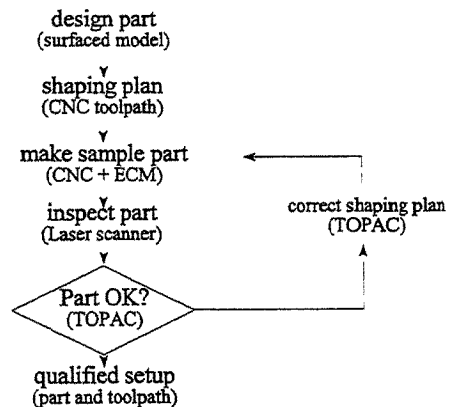 design part
(surfaced model)
shaping plan
(CNC toolpath)
make sample part
(CNC + ECM)
inspect part
(Laser scanner)
correct shaping plan
(TOPAC)
Part OK?
(TOPAC)
qualified setup
(part and toolpath)